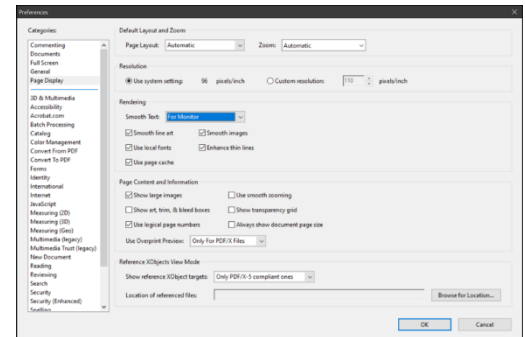 Preferences
Categories:
Commenting
Documents
Full Screen
General
Page Display
3D & Multimedia
Accessibility
Acrobat.com
Batch Processing
Catalog
Color Management
Convert From PDF
Convert To PDF
Forms
Identity
International
Internet
JavaScript
Measuring (2D)
Measuring (3D)
Measuring (Geo)
Multimedia (legacy)
Multimedia Trust (legacy)
New Document
Reading
Reviewing
Search
Security
Security (Enhanced)
Spelling
Default Layout and Zoom
Page Layout: Automatic Zoom: Automatic
Resolution
Use system setting: 96 pixels/inch Custom resolution: 110 pixels/inch
Rendering
Smooth Text: For Monitor
Smooth line art Smooth images
Use local fonts Enhance thin lines
Use page cache
Page Content and Information
Show large images Use smooth zooming
Show art, trim, & bleed boxes Show transparency grid
Use logical page numbers Always show document page size
Use Overprint Preview: Only For PDF/X Files
Reference XObjects View Mode
Show reference XObject targets: Only PDF/X-5 compliant ones
Location of referenced files: Browse for Location...
OK Cancel